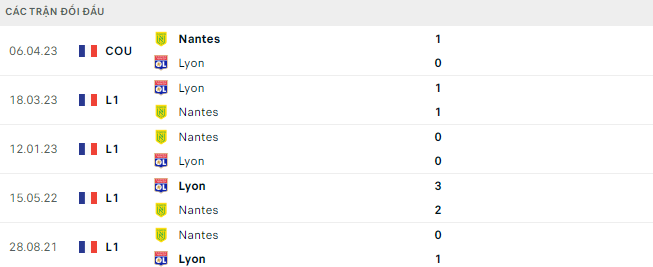 CÁC TRẬN ĐỐI ĐẦU
06.04.23 COU Nantes 1
Lyon 0
18.03.23 L1 Lyon 1
Nantes 1
12.01.23 L1 Nantes 0
Lyon 0
15.05.22 L1 Lyon 3
Nantes 2
28.08.21 L1 Nantes 0
Lyon 1